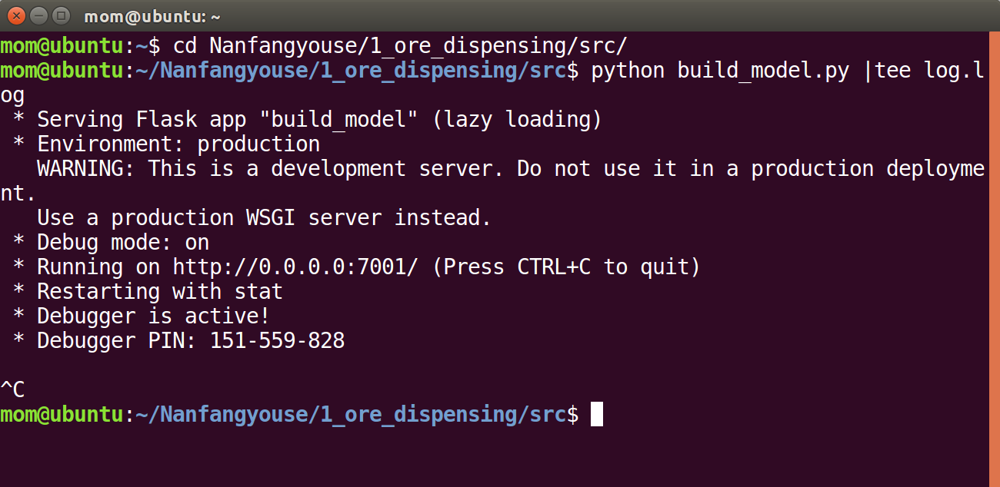 mom@ubuntu: ~
mom@ubuntu:~$ cd Nanfangyouse/1_ore_dispensing/src/
mom@ubuntu:~/Nanfangyouse/1_ore_dispensing/src$ python build_model.py |tee log.l
og
 * Serving Flask app "build_model" (lazy loading)
 * Environment: production
   WARNING: This is a development server. Do not use it in a production deployme
nt.
   Use a production WSGI server instead.
 * Debug mode: on
 * Running on http://0.0.0.0:7001/ (Press CTRL+C to quit)
 * Restarting with stat
 * Debugger is active!
 * Debugger PIN: 151-559-828
^C
mom@ubuntu:~/Nanfangyouse/1_ore_dispensing/src$